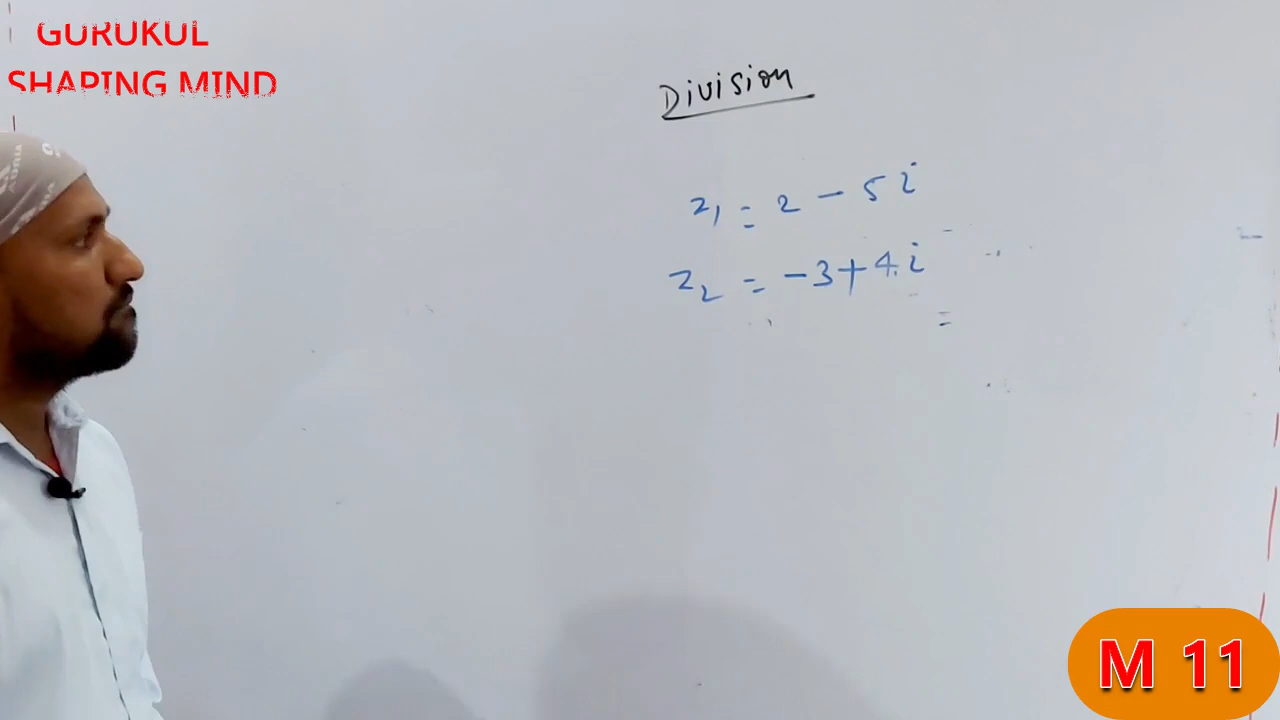 GURUKUL
SHAPING MIND
Division
z₁ = 2 - 5i
z₂ = -3+4i
=
M 11